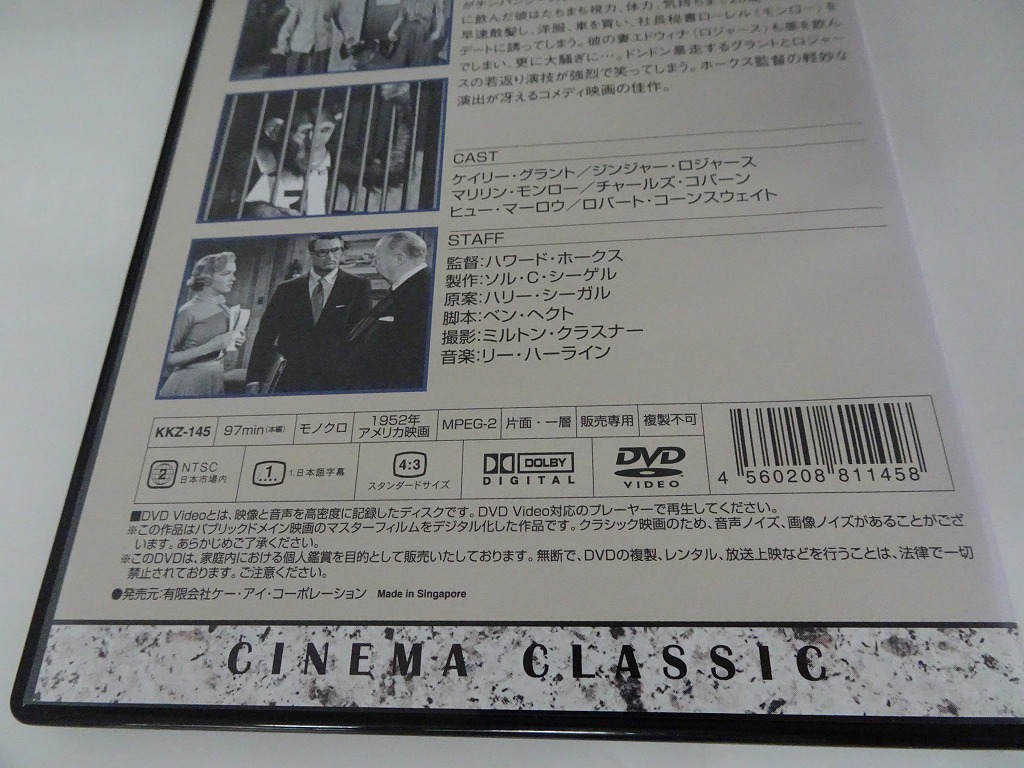 に飲んだ彼はたちまち視力、体力、気持ちま
早速散髪し、洋服、車を買い、社長秘書ローレル(モンロー)を
デートに誘ってしまう。彼の妻エドウィナ(ロジャース)も薬を飲ん
でしまい、更に大騒ぎに…。ドンドン暴走するグラントとロジャー
スの若返り演技が強烈で笑ってしまう。ホークス監督の軽妙な
演出が冴えるコメディ映画の佳作。
CAST
ケイリー・グラント/ジンジャー・ロジャース
マリリン・モンロー/チャールズ・コバーン
ヒュー・マーロウ/ロバート・コーンスウェイト
STAFF
監督:ハワード・ホークス
製作:ソル・C・シーゲル
原案:ハリー・シーガル
脚本:ベン・ヘクト
撮影:ミルトン・クラスナー
音楽:リー・ハーライン
KKZ-145 97min(本編) モノクロ 1952年 アメリカ映画 MPEG-2 片面・一層 販売専用 複製不可
2 NTSC 日本市場内 1 1.日本語字幕 4:3 スタンダードサイズ DOLBY DIGITAL DVD VIDEO
4 560208 811458
■DVD Videoとは、映像と音声を高密度に記録したディスクです。DVD Video対応のプレーヤーで再生してください。
※この作品はパブリックドメイン映画のマスターフィルムをデジタル化した作品です。クラシック映画のため、音声ノイズ、画像ノイズがあることがござ
います。あらかじめご了承ください。
※このDVDは、家庭内における個人鑑賞を目的として販売いたしております。無断で、DVDの複製、レンタル、放送上映などを行うことは、法律で一切
禁止されております。ご注意ください。
●発売元:有限会社ケー・アイ・コーポレーション Made in Singapore
CINEMA CLASSIC